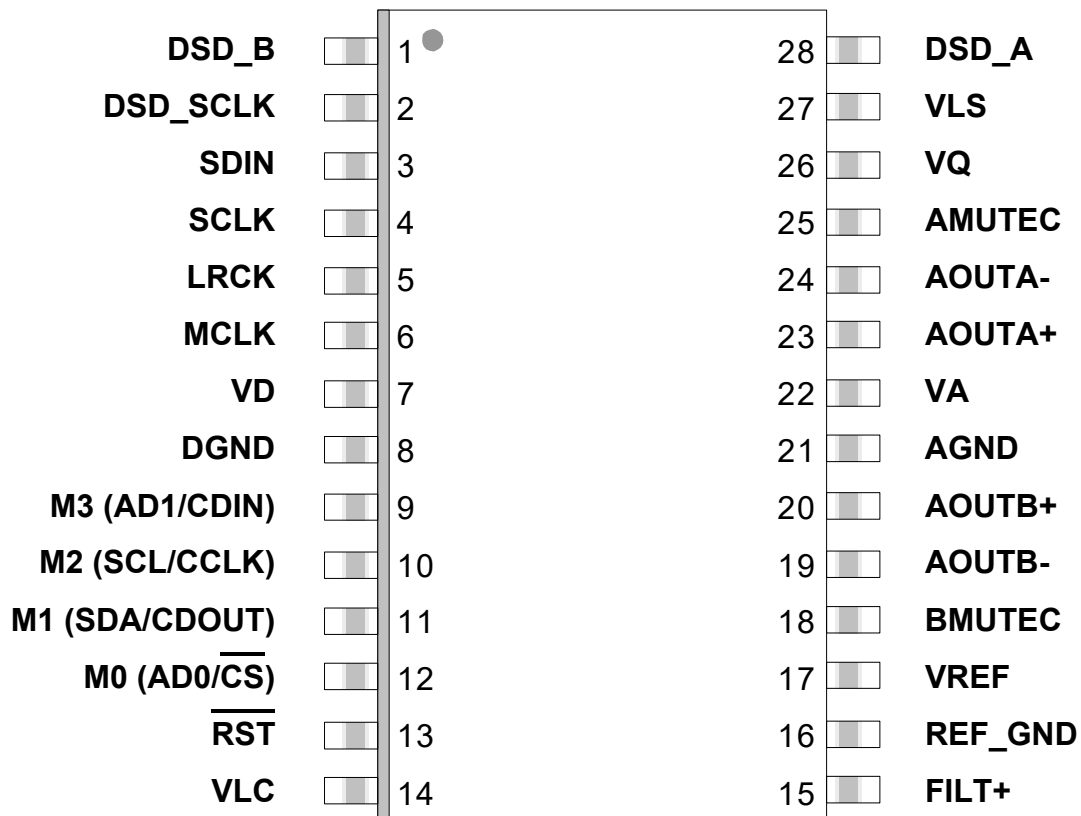 DSD_B 1 28 DSD_A
DSD_SCLK 2 27 VLS
SDIN 3 26 VQ
SCLK 4 25 AMUTEC
LRCK 5 24 AOUTA-
MCLK 6 23 AOUTA+
VD 7 22 VA
DGND 8 21 AGND
M3 (AD1/CDIN) 9 20 AOUTB+
M2 (SCL/CCLK) 10 19 AOUTB-
M1 (SDA/CDOUT) 11 18 BMUTEC
M0 (AD0/C̅S̅) 12 17 VREF
R̅S̅T̅ 13 16 REF_GND
VLC 14 15 FILT+